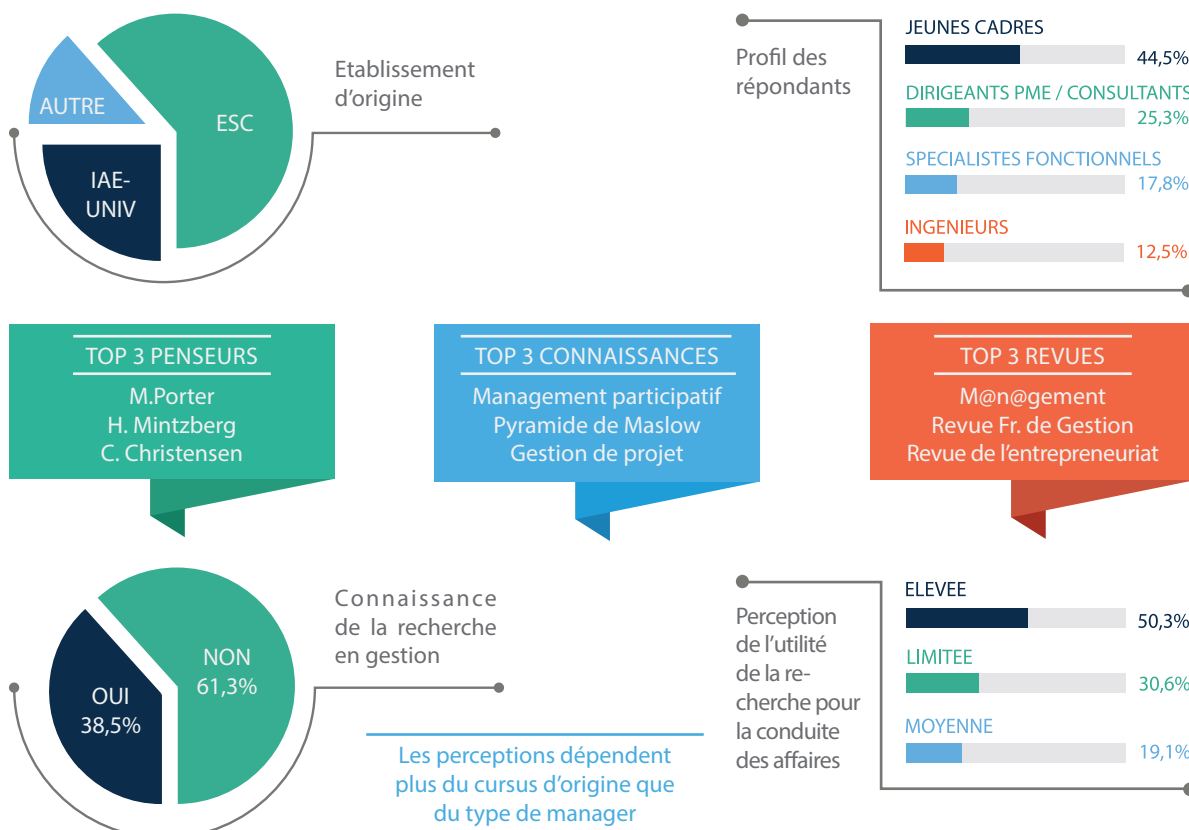 AUTRE
ESC
IAE-
UNIV
Etablissement
d'origine
Profil des
répondants
JEUNES CADRES
44,5%
DIRIGEANTS PME / CONSULTANTS
25,3%
SPECIALISTES FONCTIONNELS
17,8%
INGENIEURS
12,5%
TOP 3 PENSEURS
M.Porter
H. Mintzberg
C. Christensen
TOP 3 CONNAISSANCES
Management participatif
Pyramide de Maslow
Gestion de projet
TOP 3 REVUES
M@n@gement
Revue Fr. de Gestion
Revue de l'entrepreuriat
NON
61,3%
OUI
38,5%
Connaissance
de la recherche
en gestion
Les perceptions dépendent
plus du cursus d'origine que
du type de manager
Perception
de l'utilité
de la re-
cherche pour
la conduite
des affaires
ELEVEE
50,3%
LIMITEE
30,6%
MOYENNE
19,1%